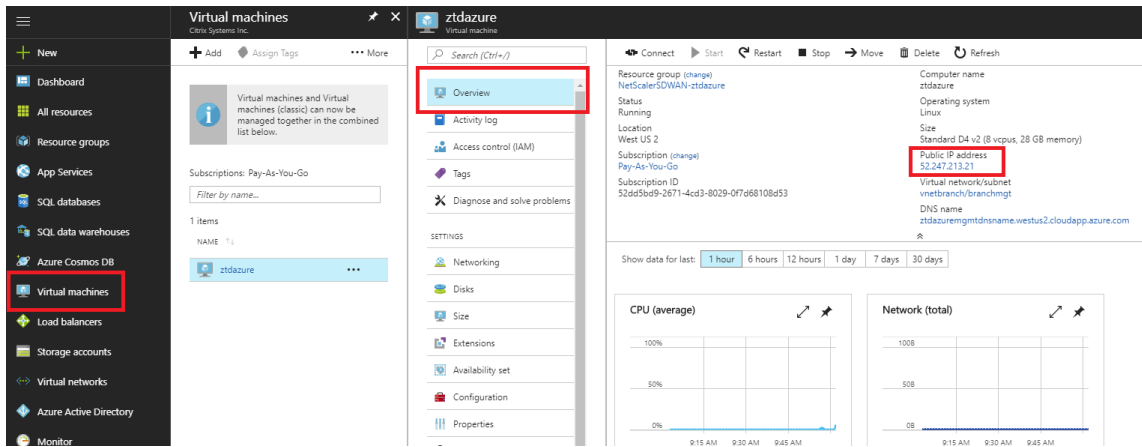 New
Dashboard
All resources
Resource groups
App Services
SQL databases
SQL data warehouses
Azure Cosmos DB
Virtual machines
Load balancers
Storage accounts
Virtual networks
Azure Active Directory
Monitor
Virtual machines
Citrix Systems Inc.
Add Assign Tags ••• More
Virtual machines and Virtual
machines (classic) can now be
managed together in the combined
list below.
Subscriptions: Pay-As-You-Go
Filter by name...
1 items
NAME
ztdazure •••
ztdazure
Virtual machine
Search (Ctrl+/)
Overview
Activity log
Access control (IAM)
Tags
Diagnose and solve problems
SETTINGS
Networking
Disks
Size
Extensions
Availability set
Configuration
Properties
Connect Start Restart Stop Move Delete Refresh
Resource group (change)
NetScalerSDWAN-ztdazure
Status
Running
Location
West US 2
Subscription (change)
Pay-As-You-Go
Subscription ID
52dd5bd9-2671-4cd3-8029-0f7d68108d53
Computer name
ztdazure
Operating system
Linux
Size
Standard D4 v2 (8 vcpus, 28 GB memory)
Public IP address
52.247.213.21
Virtual network/subnet
vnetbranch/branchmgt
DNS name
ztdazuremgmtdnsname.westus2.cloudapp.azure.com
Show data for last: 1 hour 6 hours 12 hours 1 day 7 days 30 days
CPU (average)
100%
50%
0%
9:15 AM 9:30 AM 9:45 AM
Network (total)
100B
50B
0B
9:15 AM 9:30 AM 9:45 AM